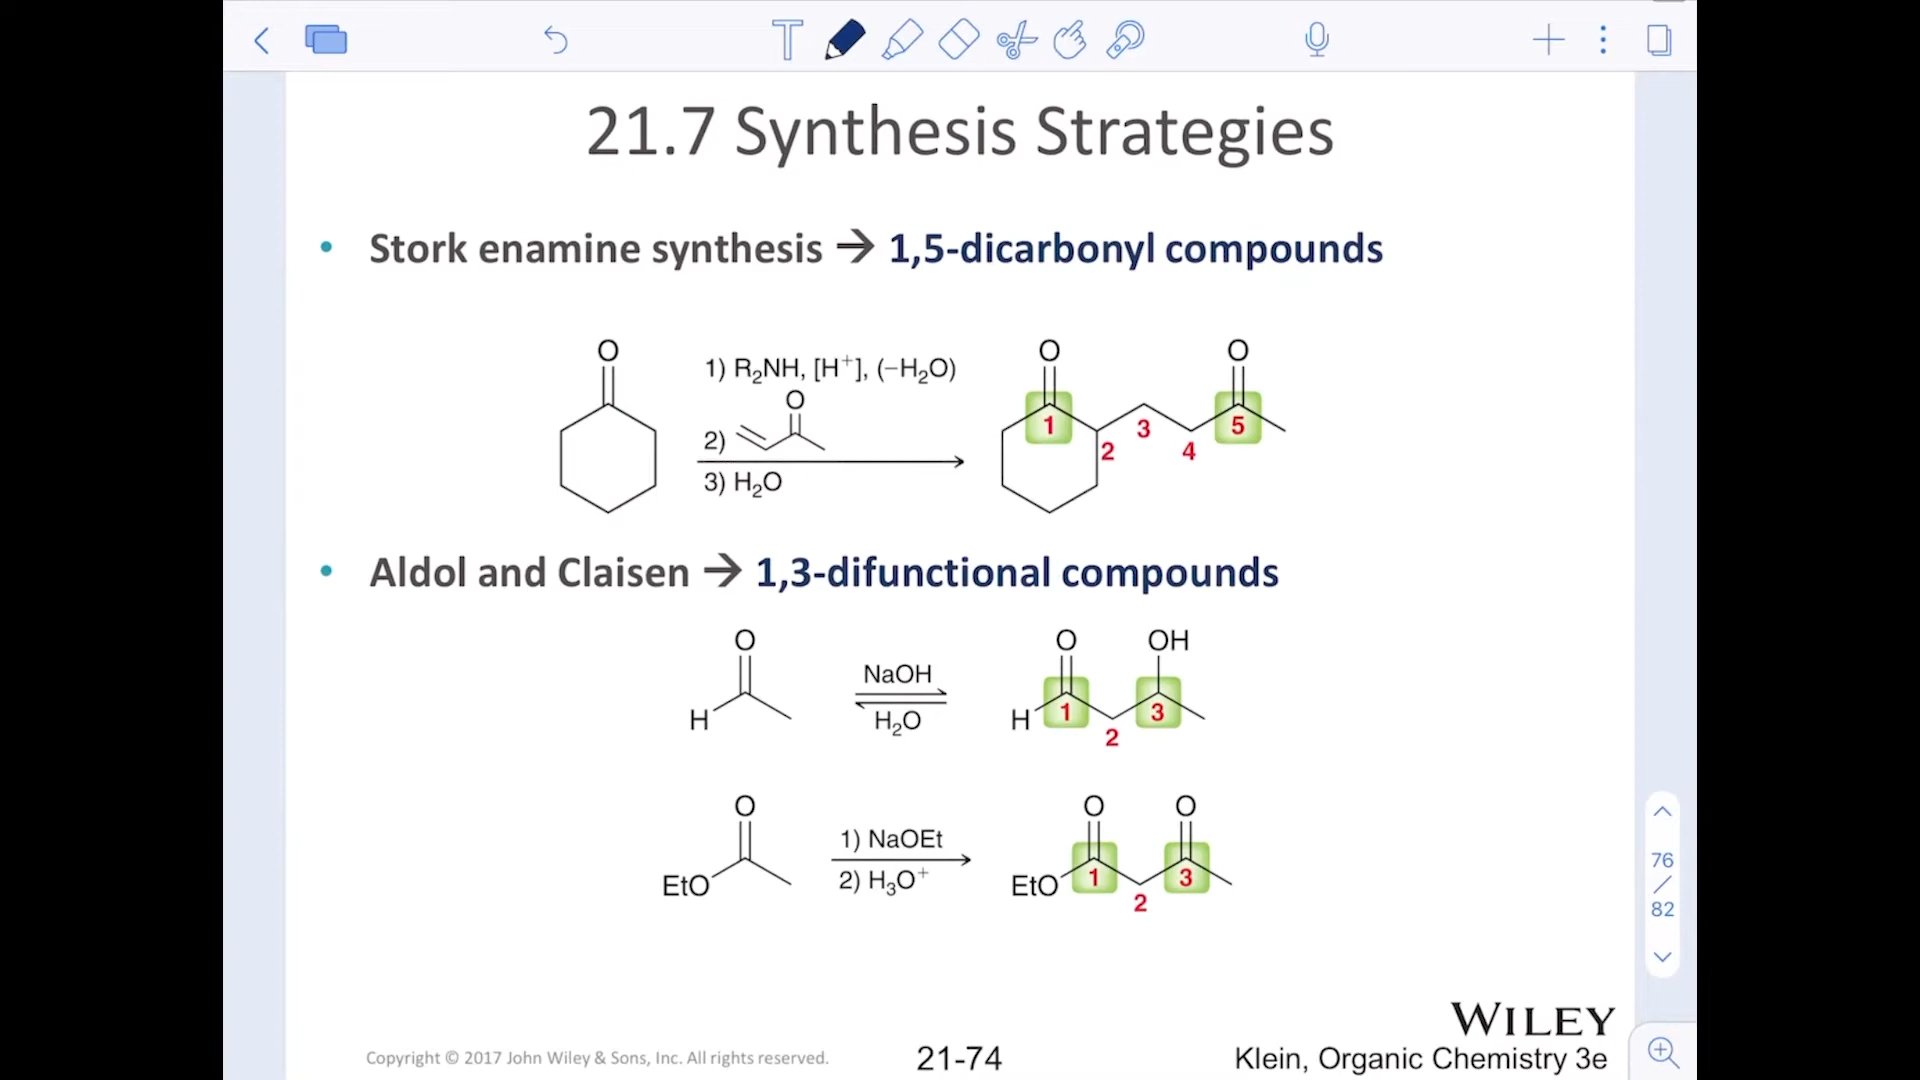 21.7 Synthesis Strategies
• Stork enamine synthesis → 1,5-dicarbonyl compounds
O
1) R₂NH, [H⁺], (−H₂O)
O
2)
3) H₂O
O
O
1
2
3
4
5
• Aldol and Claisen → 1,3-difunctional compounds
O
H
NaOH
H₂O
O
OH
H
1
2
3
O
EtO
1) NaOEt
2) H₃O⁺
O
O
EtO
1
2
3
76
82
WILEY
Copyright © 2017 John Wiley & Sons, Inc. All rights reserved.
21-74
Klein, Organic Chemistry 3e